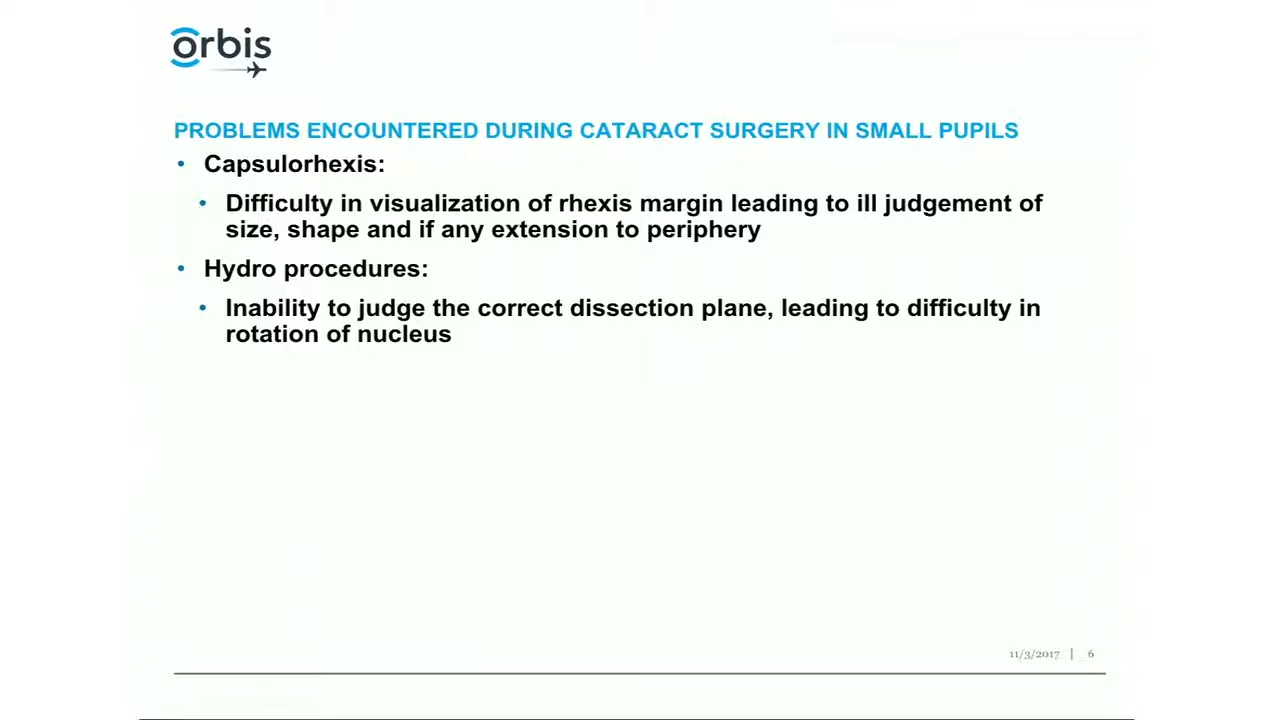 orbis
PROBLEMS ENCOUNTERED DURING CATARACT SURGERY IN SMALL PUPILS
• Capsulorhexis:
• Difficulty in visualization of rhexis margin leading to ill judgement of
size, shape and if any extension to periphery
• Hydro procedures:
• Inability to judge the correct dissection plane, leading to difficulty in
rotation of nucleus
11/3/2017 | 6